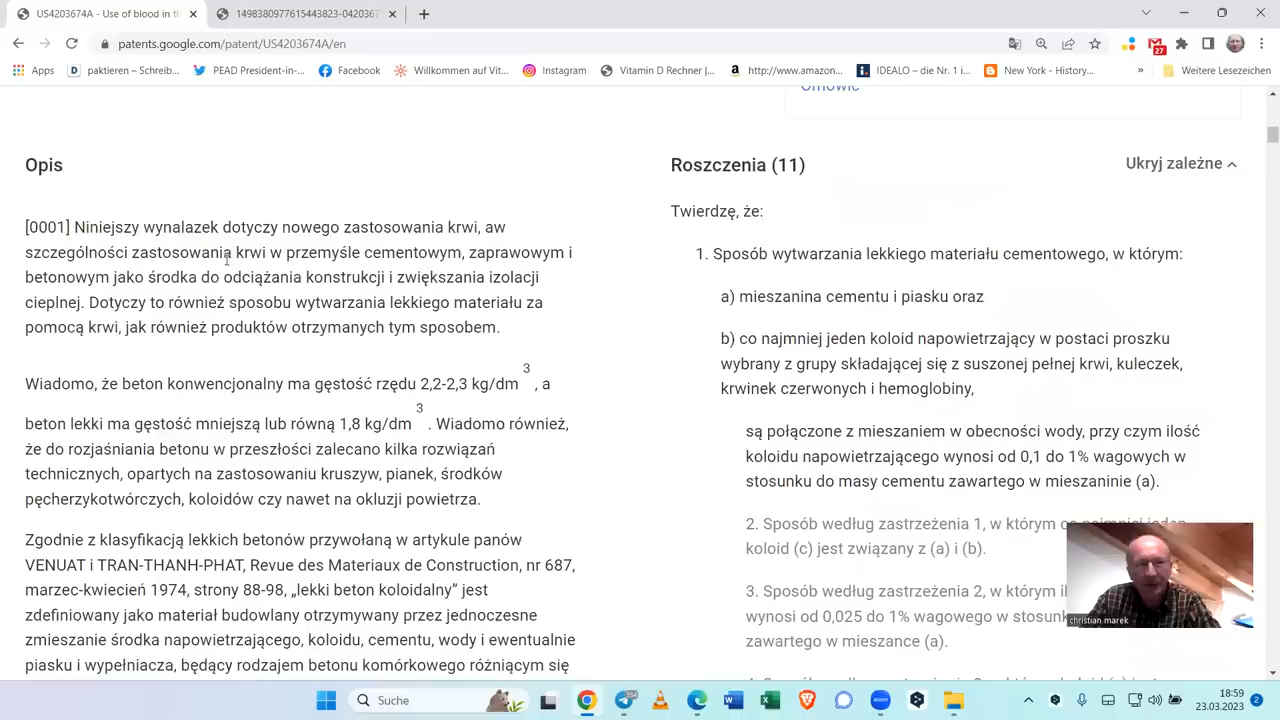 US4203674A - Use of blood in the
1498380977615443823-0420367
patents.google.com/patent/US4203674A/en
27
Apps
paktieren – Schreib...
PEAD President-in-...
Facebook
Willkommen auf Vit...
Instagram
Vitamin D Rechner |...
http://www.amazon...
IDEALO – die Nr. 1 i...
New York - History...
»
Weitere Lesezeichen
Omówić
Opis
[0001] Niniejszy wynalazek dotyczy nowego zastosowania krwi, aw
szczególności zastosowania krwi w przemyśle cementowym, zaprawowym i
betonowym jako środka do odciążania konstrukcji i zwiększania izolacji
cieplnej. Dotyczy to również sposobu wytwarzania lekkiego materiału za
pomocą krwi, jak również produktów otrzymanych tym sposobem.
Wiadomo, że beton konwencjonalny ma gęstość rzędu 2,2-2,3 kg/dm 3 , a
beton lekki ma gęstość mniejszą lub równą 1,8 kg/dm 3 . Wiadomo również,
że do rozjaśniania betonu w przeszłości zalecano kilka rozwiązań
technicznych, opartych na zastosowaniu kruszyw, pianek, środków
pęcherzykotwórczych, koloidów czy nawet na okluzji powietrza.
Zgodnie z klasyfikacją lekkich betonów przywołaną w artykule panów
VENUAT i TRAN-THANH-PHAT, Revue des Materiaux de Construction, nr 687,
marzec-kwiecień 1974, strony 88-98, „lekki beton koloidalny” jest
zdefiniowany jako materiał budowlany otrzymywany przez jednoczesne
zmieszanie środka napowietrzającego, koloidu, cementu, wody i ewentualnie
piasku i wypełniacza, będący rodzajem betonu komórkowego różniącym się
Roszczenia (11)
Ukryj zależne
Twierdzę, że:
1. Sposób wytwarzania lekkiego materiału cementowego, w którym:
a) mieszanina cementu i piasku oraz
b) co najmniej jeden koloid napowietrzający w postaci proszku
wybrany z grupy składającej się z suszonej pełnej krwi, kuleczek,
krwinek czerwonych i hemoglobiny,
są połączone z mieszaniem w obecności wody, przy czym ilość
koloidu napowietrzającego wynosi od 0,1 do 1% wagowych w
stosunku do masy cementu zawartego w mieszaninie (a).
2. Sposób według zastrzeżenia 1, w którym co najmniej jeden
koloid (c) jest związany z (a) i (b).
3. Sposób według zastrzeżenia 2, w którym
wynosi od 0,025 do 1% wagowego w stosunk
zawartego w mieszance (a).
christian marek
Suche
zoom
18:59
23.03.2023
2